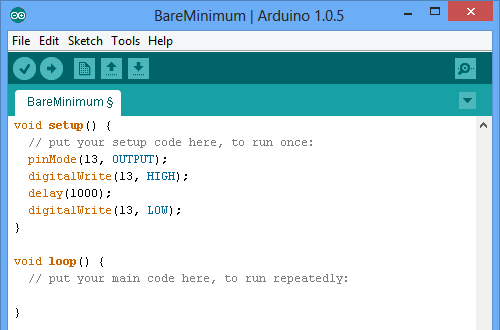 BareMinimum | Arduino 1.0.5
File Edit Sketch Tools Help
BareMinimum §
void setup() {
  // put your setup code here, to run once:
  pinMode(13, OUTPUT);
  digitalWrite(13, HIGH);
  delay(1000);
  digitalWrite(13, LOW);
}
void loop() {
  // put your main code here, to run repeatedly:
}